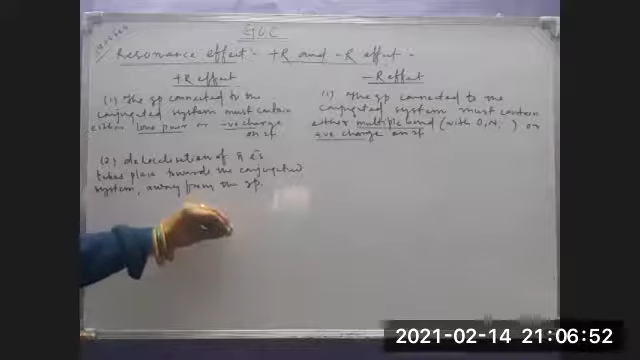 GOC
Resonance effect - +R and -R effect -
+R effect
(1) The gp connected to the
conjugated system must contain
either lone pair or -ve charge
on it
(2) delocalisation of π e̅s
takes place towards the conjugated
system, away from the gp.
-R effect
(1) The gp connected to the
conjugated system must contain
either multiple bond (with O, N, ) or
+ve charge on it
2021-02-14 21:06:52